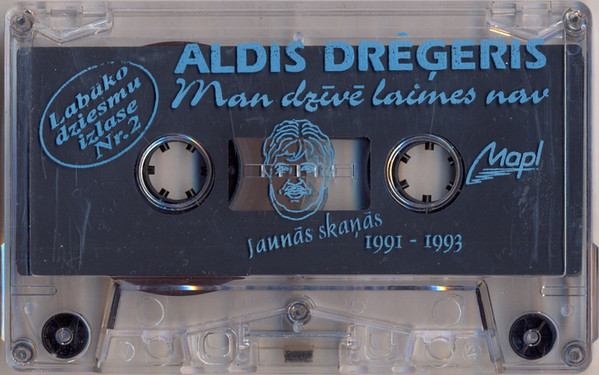 ALDIS DRĒĢERIS
Man dzīvē laimes nav
Labāko
dziesmu
izlase
Nr. 2
Mapl
Jaunās skaņās
1991 - 1993